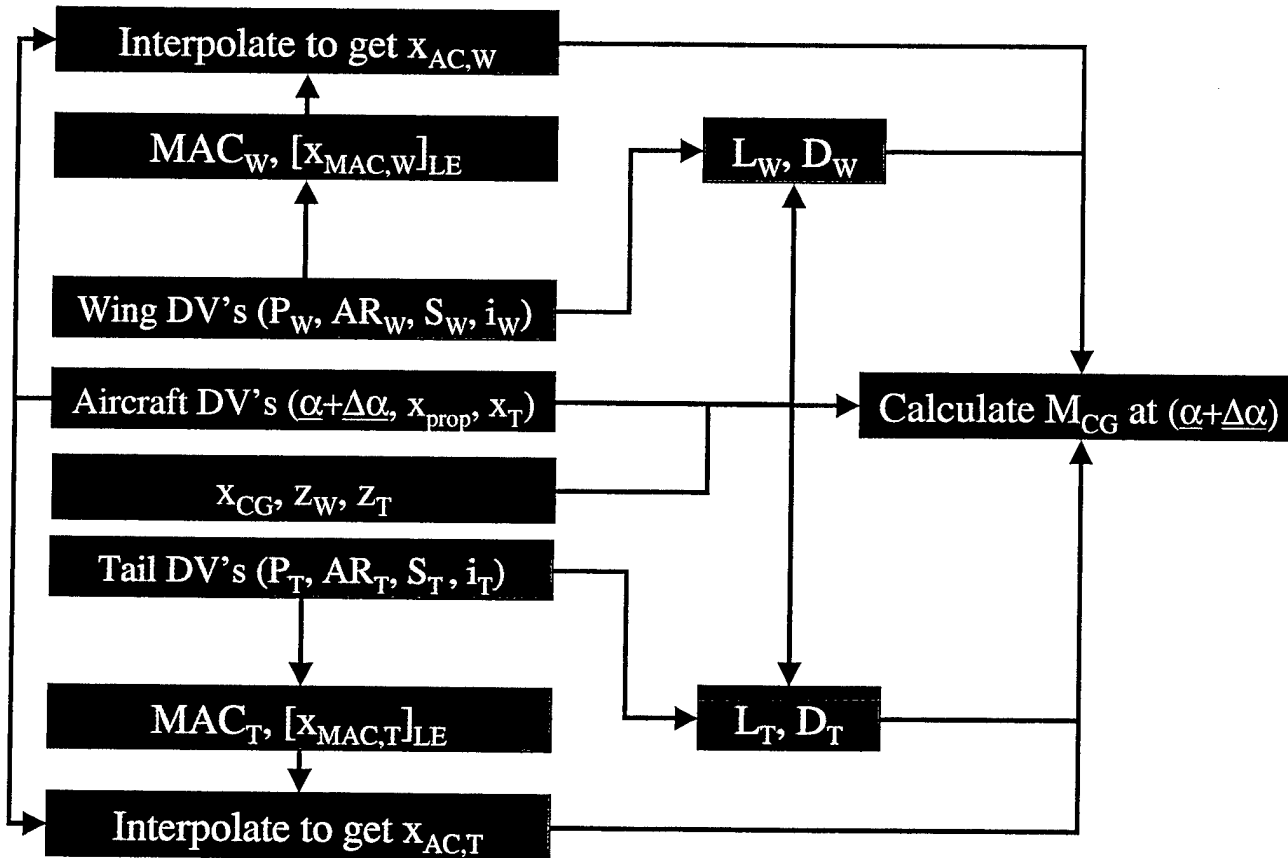 Interpolate to get x_AC,W
MAC_W, [x_MAC,W]_LE
L_W, D_W
Wing DV's (P_W, AR_W, S_W, i_W)
Aircraft DV's (α+Δα, x_prop, x_T)
Calculate M_CG at (α+Δα)
x_CG, z_W, z_T
Tail DV's (P_T, AR_T, S_T, i_T)
MAC_T, [x_MAC,T]_LE
L_T, D_T
Interpolate to get x_AC,T